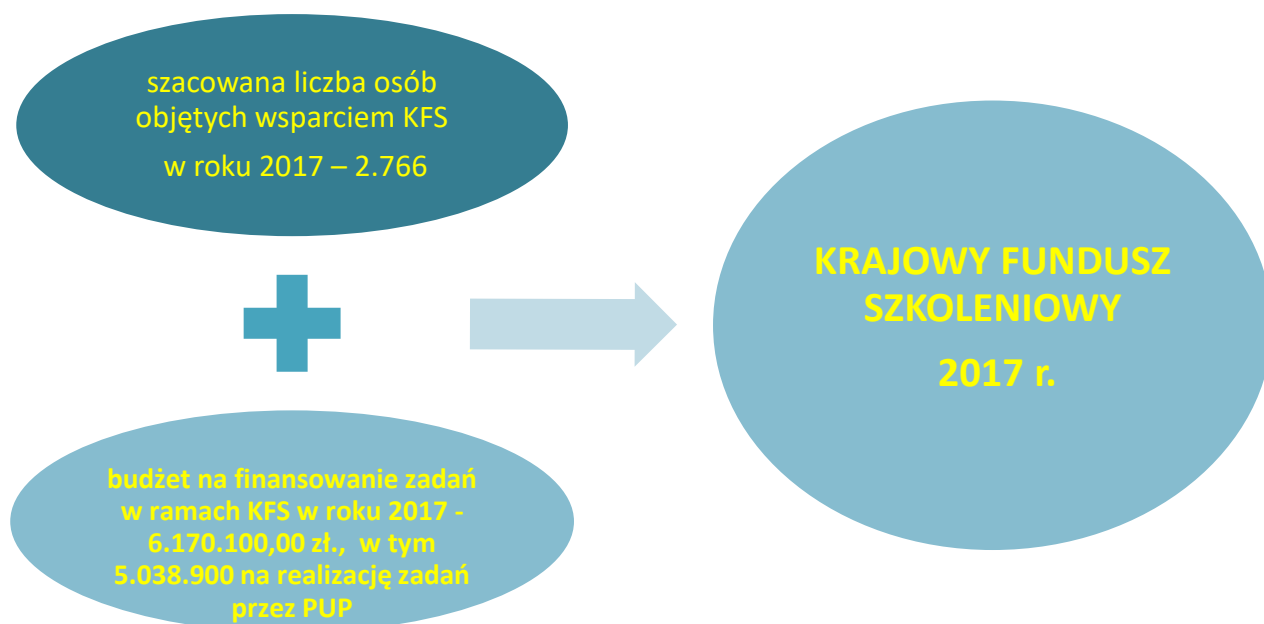 szacowana liczba osób
objętych wsparciem KFS
w roku 2017 – 2.766
budżet na finansowanie zadań
w ramach KFS w roku 2017 -
6.170.100,00 zł., w tym
5.038.900 na realizację zadań
przez PUP
KRAJOWY FUNDUSZ
SZKOLENIOWY
2017 r.